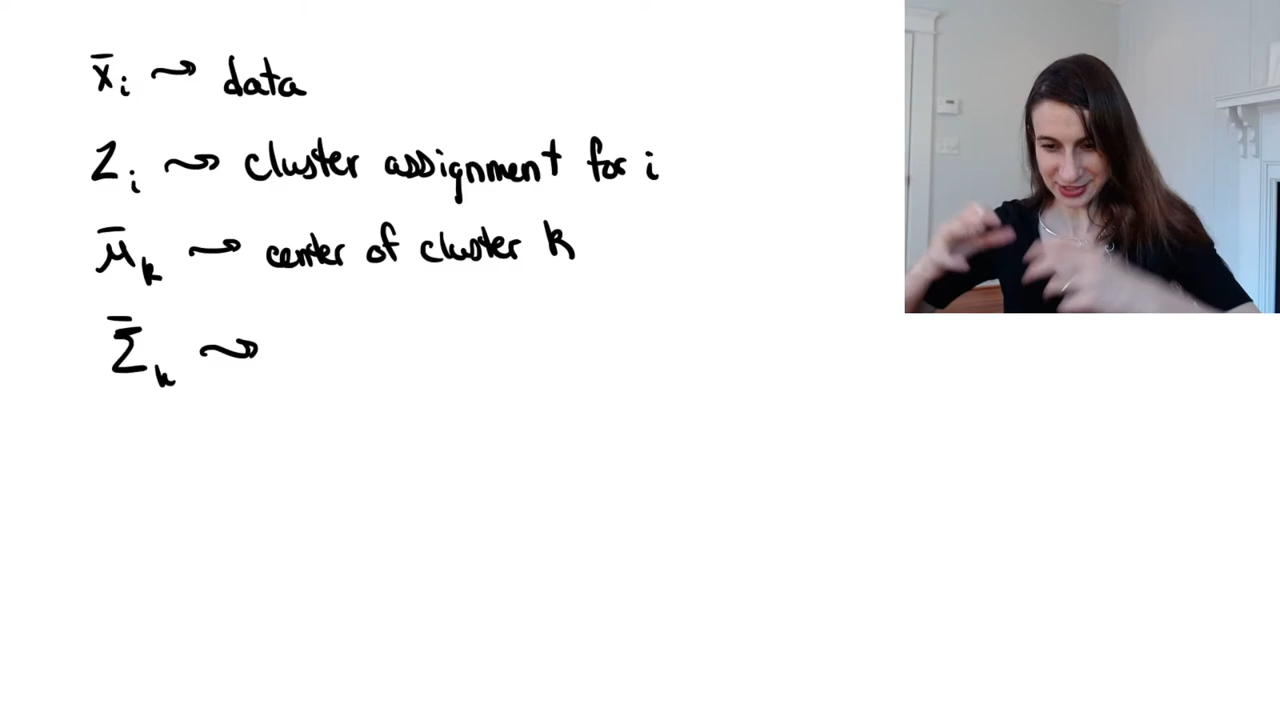 x̄ᵢ ⇝ data
Zᵢ ⇝ cluster assignment for i
μ̄ₖ ⇝ center of cluster k
Σ̄ₖ ⇝